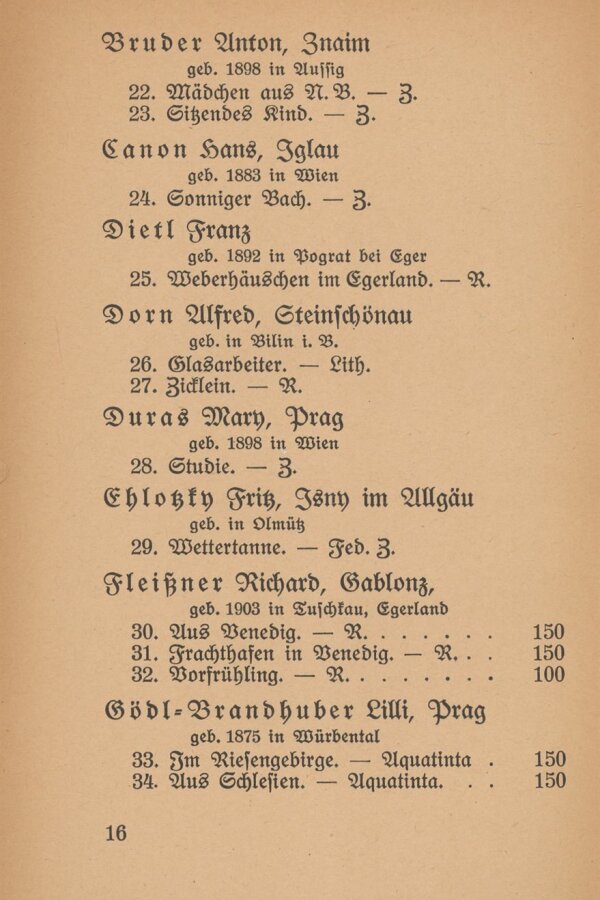 Bruder Anton, Znaim
geb. 1898 in Aussig
22. Mädchen aus N. B. — Z.
23. Sitzendes Kind. — Z.
Canon Hans, Iglau
geb. 1883 in Wien
24. Sonniger Bach. — Z.
Dietl Franz
geb. 1892 in Pograt bei Eger
25. Weberhäuschen im Egerland. — R.
Dorn Alfred, Steinschönau
geb. in Bilin i. B.
26. Glasarbeiter. — Lith.
27. Zicklein. — R.
Duras Mary, Prag
geb. 1898 in Wien
28. Studie. — Z.
Ehlotzky Fritz, Isny im Allgäu
geb. in Olmütz
29. Wettertanne. — Fed. Z.
Fleißner Richard, Gablonz,
geb. 1903 in Tuschkau, Egerland
30. Aus Venedig. — R. . . . . . . 150
31. Frachthafen in Venedig. — R. . . 150
32. Vorfrühling. — R. . . . . . . . 100
Gödl-Brandhuber Lilli, Prag
geb. 1875 in Würbental
33. Im Riesengebirge. — Aquatinta . 150
34. Aus Schlesien. — Aquatinta. . . 150
16